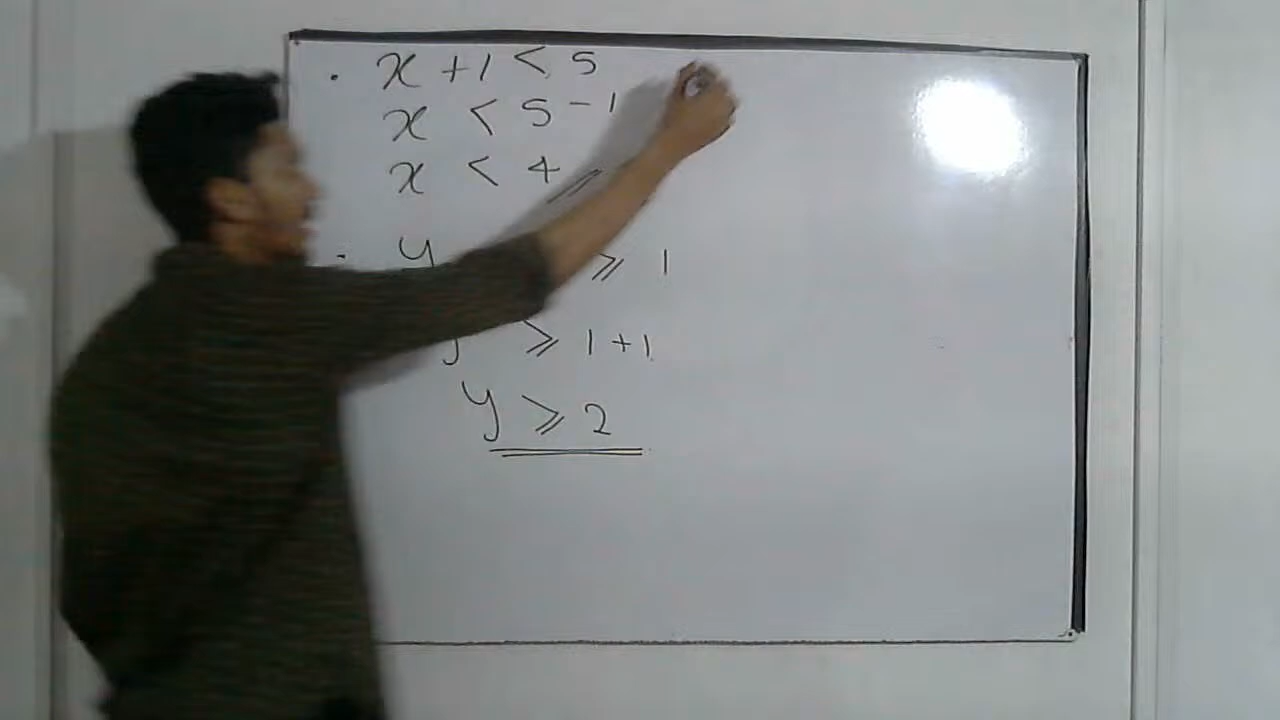 · x + 1 < 5
x < 5 - 1
x < 4
· y ⩾ 1
⩾ 1 + 1
y ⩾ 2